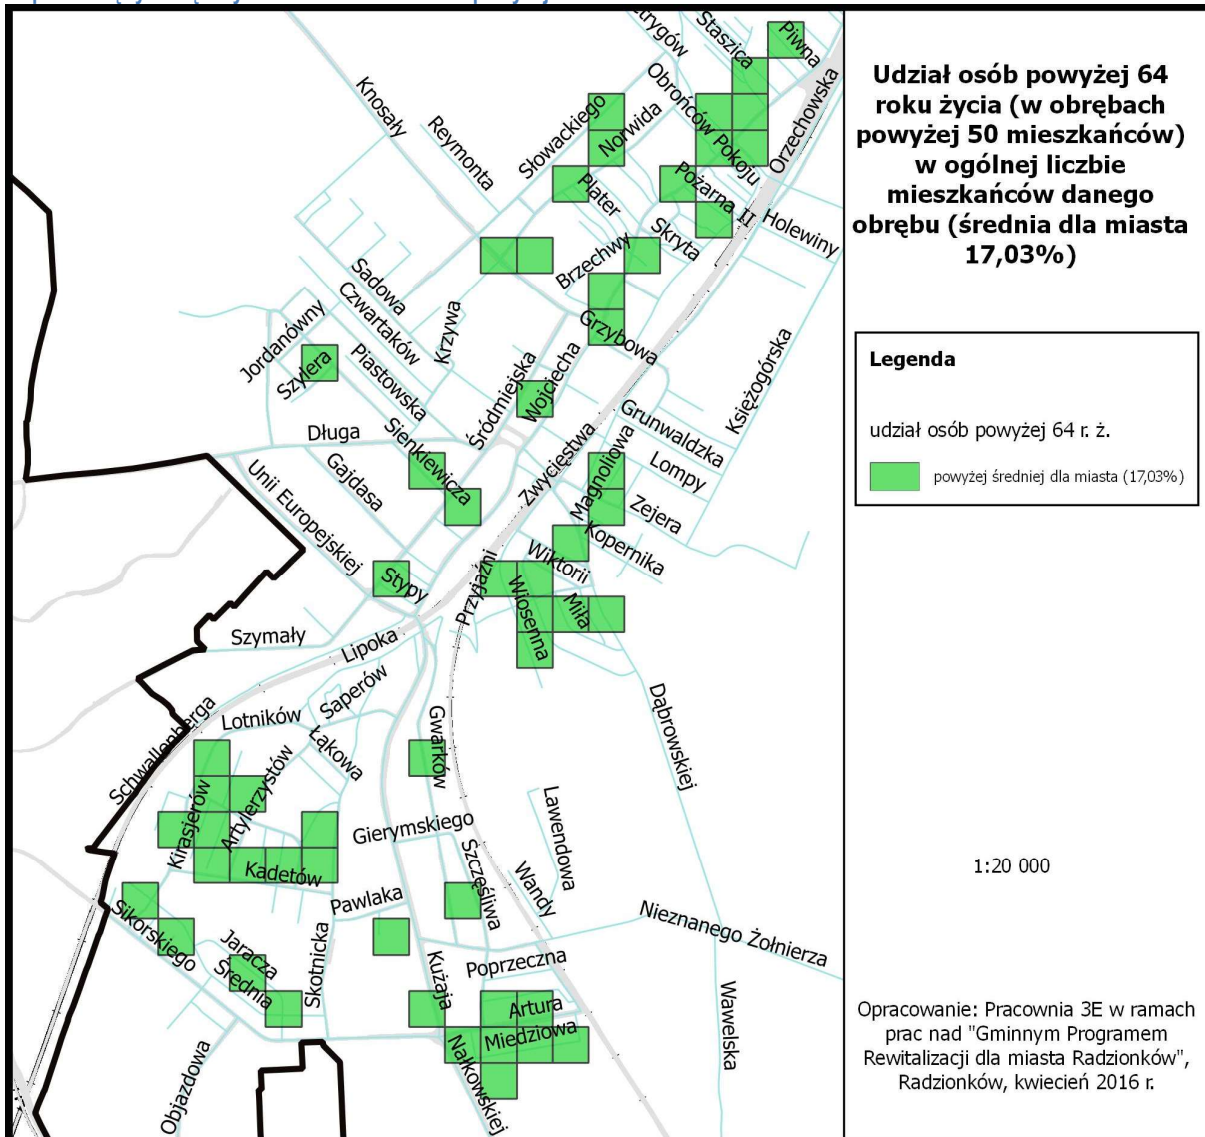 Staszica
Piwna
Obrońców Pokoju
Orzechowska
Knosały
Reymonta
Słowackiego
Norwida
Plater
Pożarna II
Holewiny
Skryta
Brzechwy
Sadowa
Czwartaków
Krzywa
Jordanówny
Szylera
Piastowska
Grzybowa
Księżogórska
Śródmiejska
Wojciecha
Długa
Sienkiewicza
Gajdasa
Unii Europejskiej
Zwycięstwa
Magnoliowa
Grunwaldzka
Lompy
Zejera
Kopernika
Wiktorii
Przyjaźni
Wiosenna
Miła
Stypy
Szymały
Lipoka
Saperów
Lotników
Łąkowa
Schwallenberga
Gwarków
Dąbrowskiej
Kirasjerów
Artylerzystów
Gierymskiego
Lawendowa
Kadetów
Szczęśliwa
Wandy
Pawlaka
Nieznanego Żołnierza
Sikorskiego
Jaracza
Średnia
Skotnicka
Kużaja
Poprzeczna
Artura
Miedziowa
Wawelska
Objazdowa
Nałkowskiej
Udział osób powyżej 64
roku życia (w obrębach
powyżej 50 mieszkańców)
w ogólnej liczbie
mieszkańców danego
obrębu (średnia dla miasta
17,03%)
Legenda
udział osób powyżej 64 r. ż.
powyżej średniej dla miasta (17,03%)
1:20 000
Opracowanie: Pracownia 3E w ramach
prac nad "Gminnym Programem
Rewitalizacji dla miasta Radzionków",
Radzionków, kwiecień 2016 r.